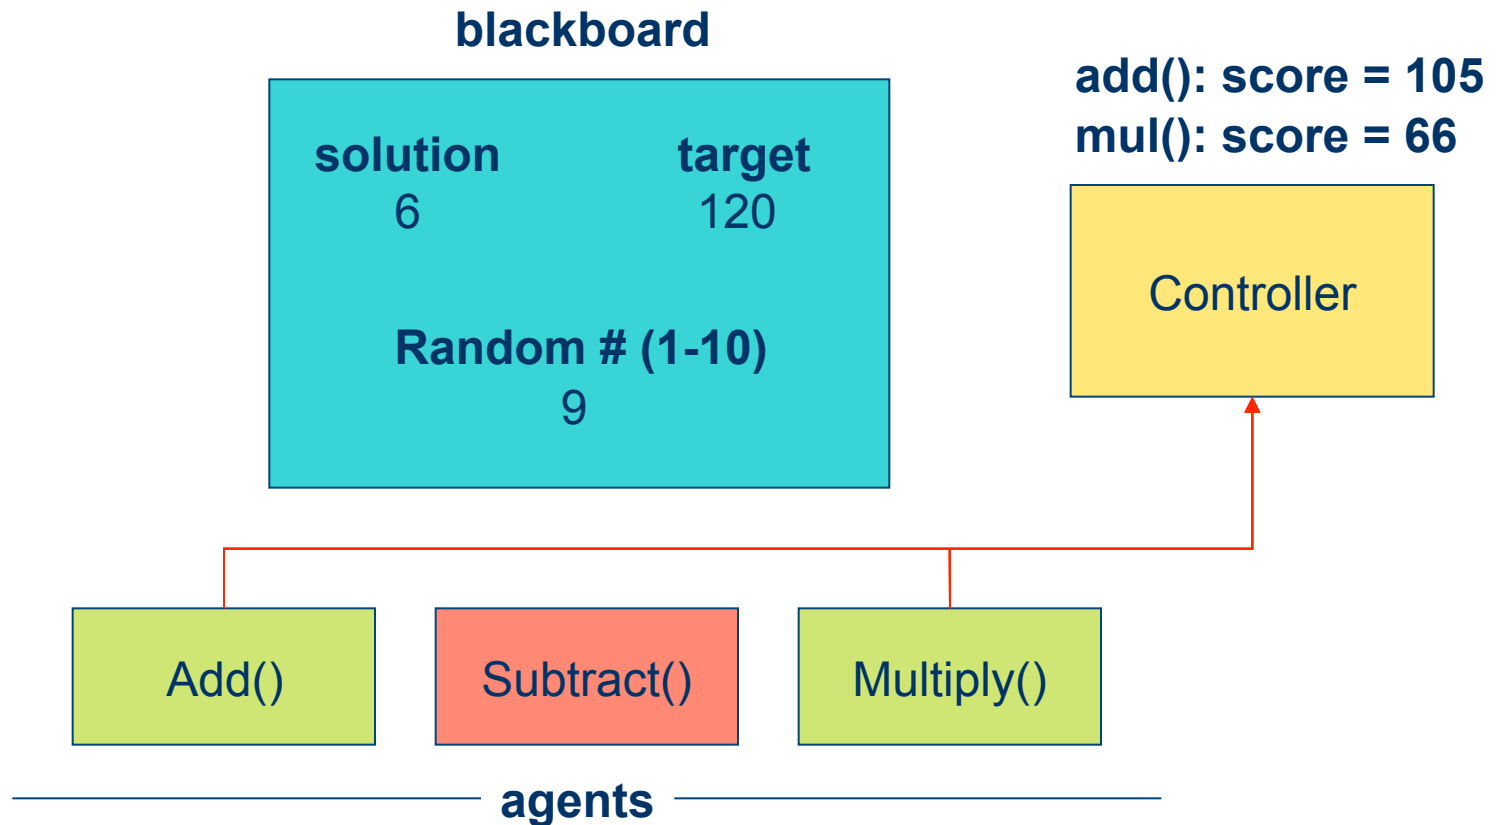 blackboard
add(): score = 105
mul(): score = 66
solution target
6 120
Random # (1-10)
9
Controller
Add() Subtract() Multiply()
agents